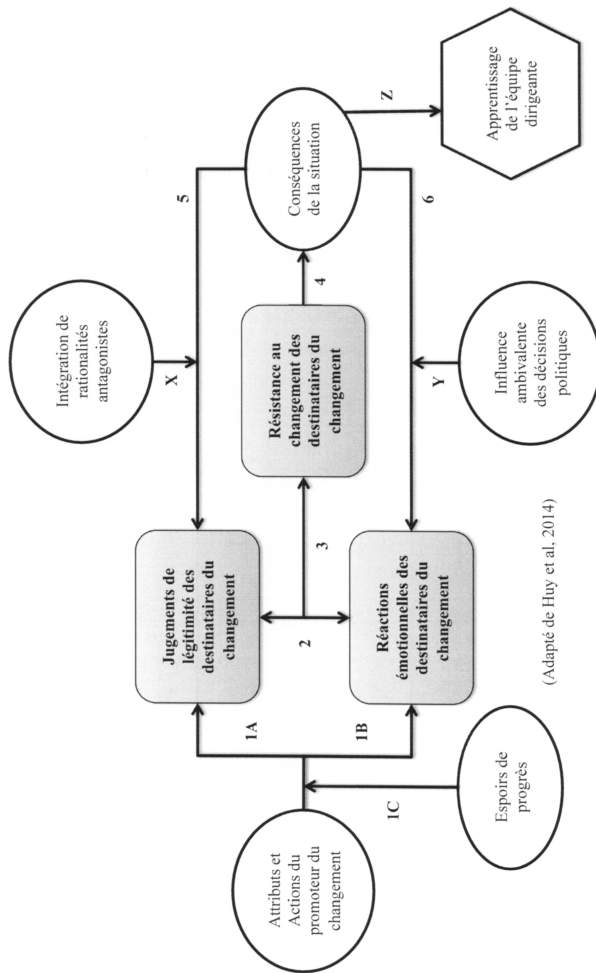 Attributs et
Actions du
promoteur du
changement
Espoirs de
progrès
1A
1B
1C
Jugements de
légitimité des
destinataires du
changement
2
Réactions
émotionnelles des
destinataires du
changement
3
Résistance au
changement des
destinataires du
changement
4
Intégration de
rationalités
antagonistes
X
5
Conséquences
de la situation
6
Y
Influence
ambivalente
des décisions
politiques
Z
Apprentissage
de l'équipe
dirigeante
(Adapté de Huy et al, 2014)